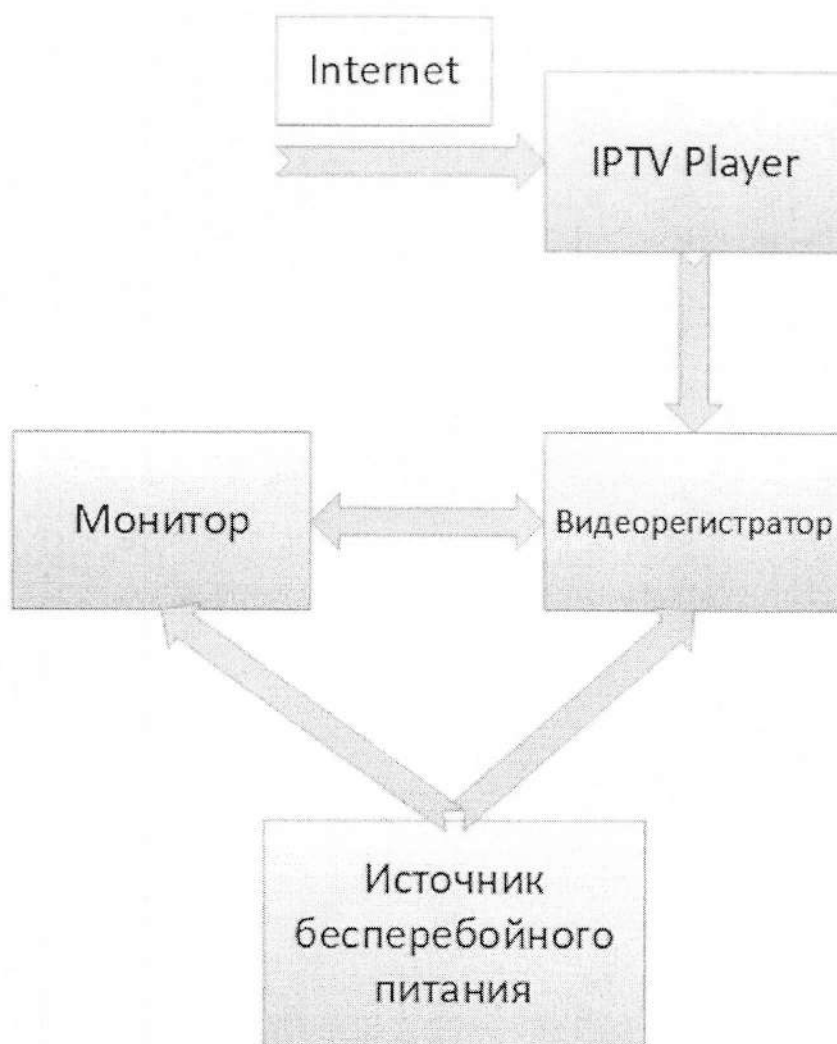 Internet
IPTV Player
Монитор
Видеорегистратор
Источник
бесперебойного
питания